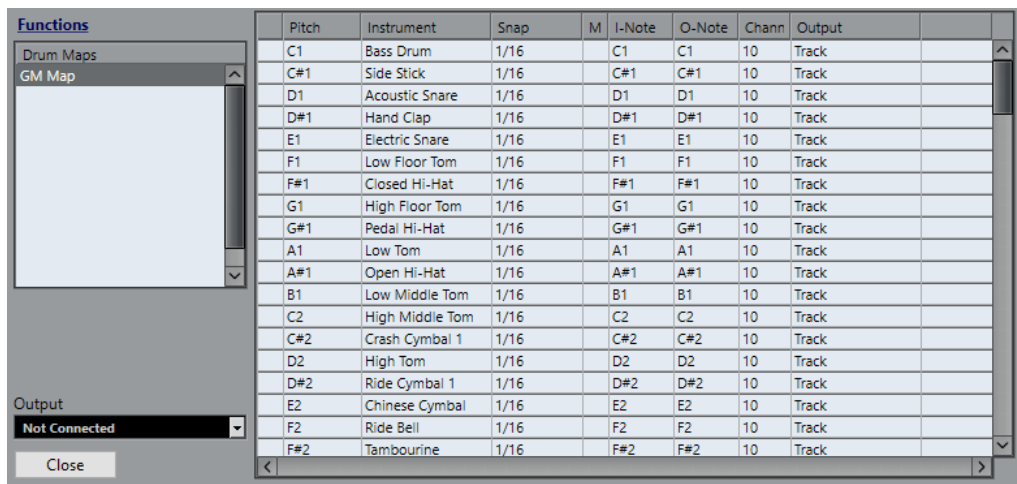 Functions
Drum Maps
GM Map
Output
Not Connected
Close
Pitch Instrument Snap M I-Note O-Note Chann Output
C1 Bass Drum 1/16 C1 C1 10 Track
C#1 Side Stick 1/16 C#1 C#1 10 Track
D1 Acoustic Snare 1/16 D1 D1 10 Track
D#1 Hand Clap 1/16 D#1 D#1 10 Track
E1 Electric Snare 1/16 E1 E1 10 Track
F1 Low Floor Tom 1/16 F1 F1 10 Track
F#1 Closed Hi-Hat 1/16 F#1 F#1 10 Track
G1 High Floor Tom 1/16 G1 G1 10 Track
G#1 Pedal Hi-Hat 1/16 G#1 G#1 10 Track
A1 Low Tom 1/16 A1 A1 10 Track
A#1 Open Hi-Hat 1/16 A#1 A#1 10 Track
B1 Low Middle Tom 1/16 B1 B1 10 Track
C2 High Middle Tom 1/16 C2 C2 10 Track
C#2 Crash Cymbal 1 1/16 C#2 C#2 10 Track
D2 High Tom 1/16 D2 D2 10 Track
D#2 Ride Cymbal 1 1/16 D#2 D#2 10 Track
E2 Chinese Cymbal 1/16 E2 E2 10 Track
F2 Ride Bell 1/16 F2 F2 10 Track
F#2 Tambourine 1/16 F#2 F#2 10 Track